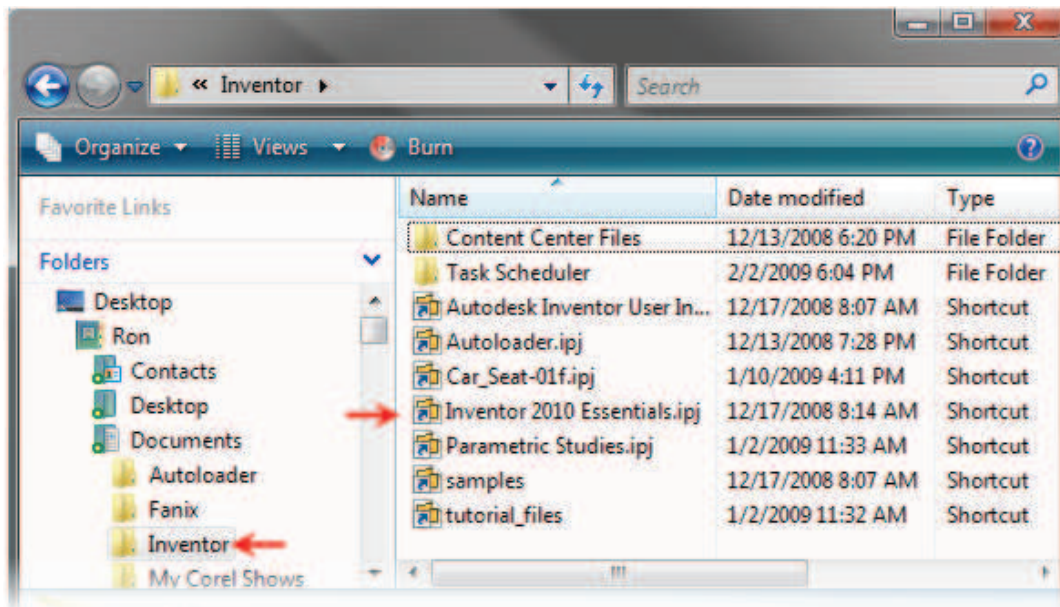 « Inventor
Search
Organize Views Burn
Favorite Links
Folders
Desktop
Ron
Contacts
Desktop
Documents
Autoloader
Fanix
Inventor
My Corel Shows
Name Date modified Type
Content Center Files 12/13/2008 6:20 PM File Folder
Task Scheduler 2/2/2009 6:04 PM File Folder
Autodesk Inventor User In... 12/17/2008 8:07 AM Shortcut
Autoloader.ipj 12/13/2008 7:28 PM Shortcut
Car_Seat-01f.ipj 1/10/2009 4:11 PM Shortcut
Inventor 2010 Essentials.ipj 12/17/2008 8:14 AM Shortcut
Parametric Studies.ipj 1/2/2009 11:33 AM Shortcut
samples 12/17/2008 8:07 AM Shortcut
tutorial_files 1/2/2009 11:32 AM Shortcut